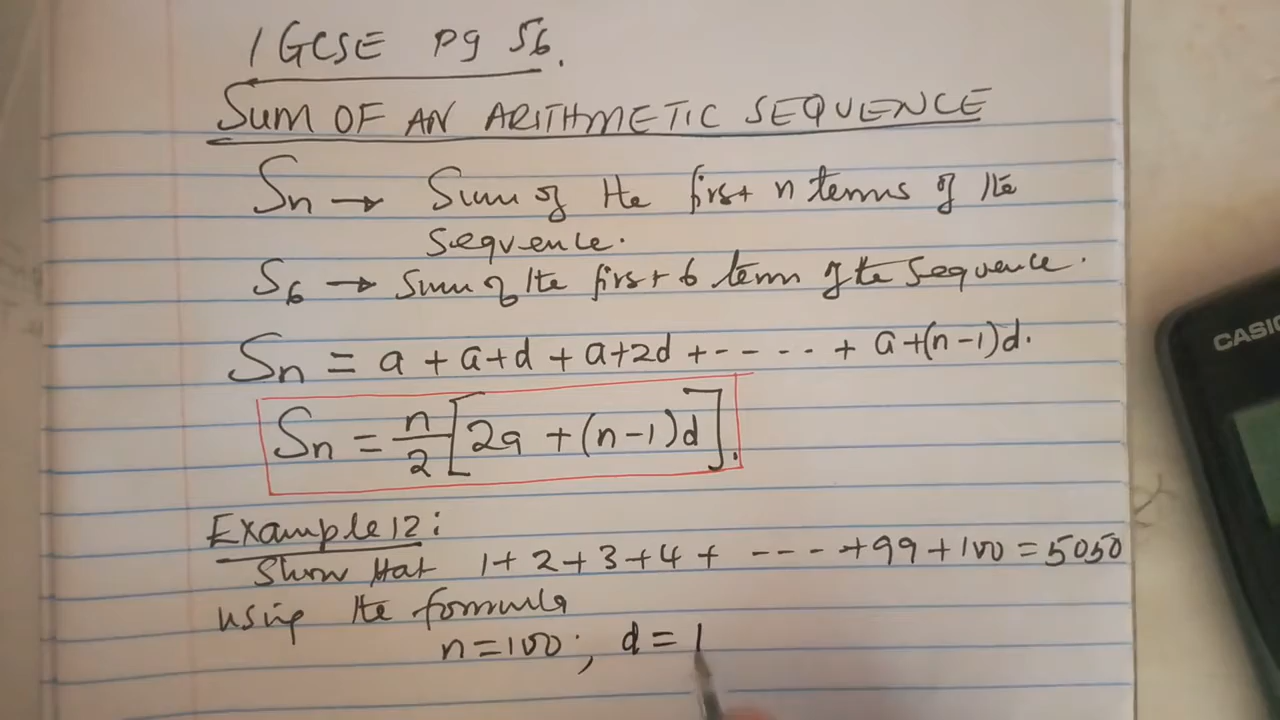 IGCSE pg 56.
SUM OF AN ARITHMETIC SEQUENCE
Sn → Sum of the first n terms of the
sequence.
S6 → Sum of the first 6 term of the sequence.
Sn = a + a+d + a+2d +----- + a+(n-1)d.
Sn = n/2 [2a + (n-1)d].
Example 12:
Show that 1+2+3+4+ ----+99+100=5050
using the formula
n=100; d=1
CASIO